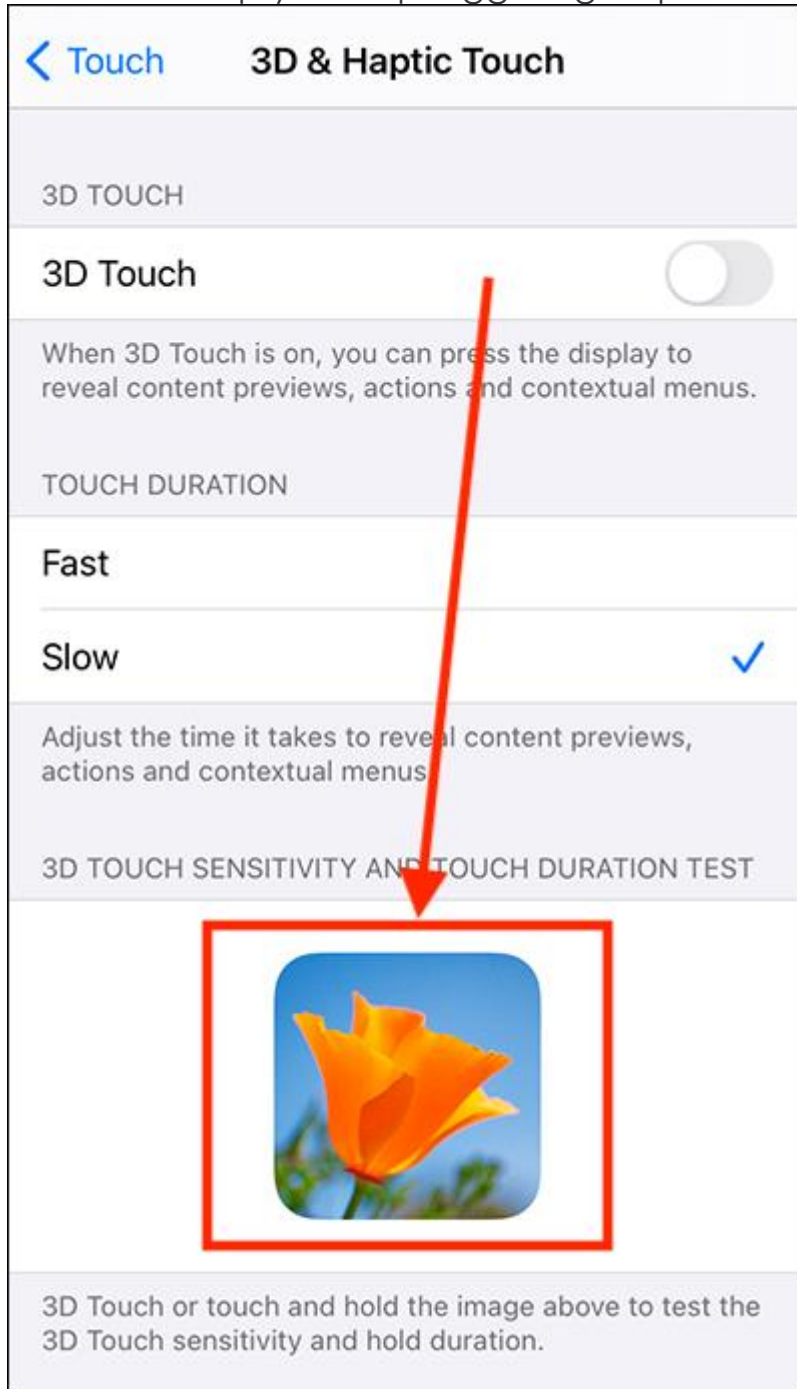 Touch
3D & Haptic Touch
3D TOUCH
3D Touch
When 3D Touch is on, you can press the display to
reveal content previews, actions and contextual menus.
TOUCH DURATION
Fast
Slow
Adjust the time it takes to reveal content previews,
actions and contextual menus.
3D TOUCH SENSITIVITY AND TOUCH DURATION TEST
3D Touch or touch and hold the image above to test the
3D Touch sensitivity and hold duration.